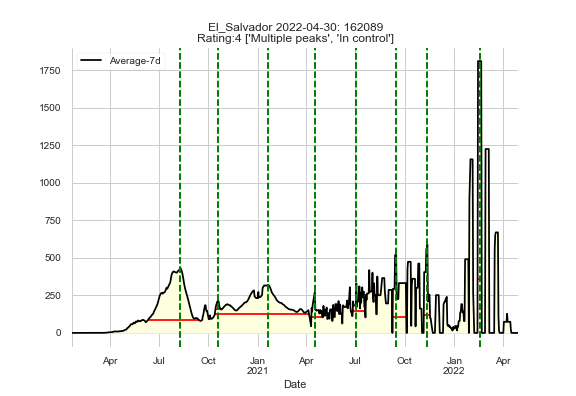 El_Salvador 2022-04-30: 162089
Rating:4 ['Multiple peaks', 'In control']
Average-7d
1750
1500
1250
1000
750
500
250
0
Apr Jul Oct Jan Apr Jul Oct Jan Apr
2021 2022
Date